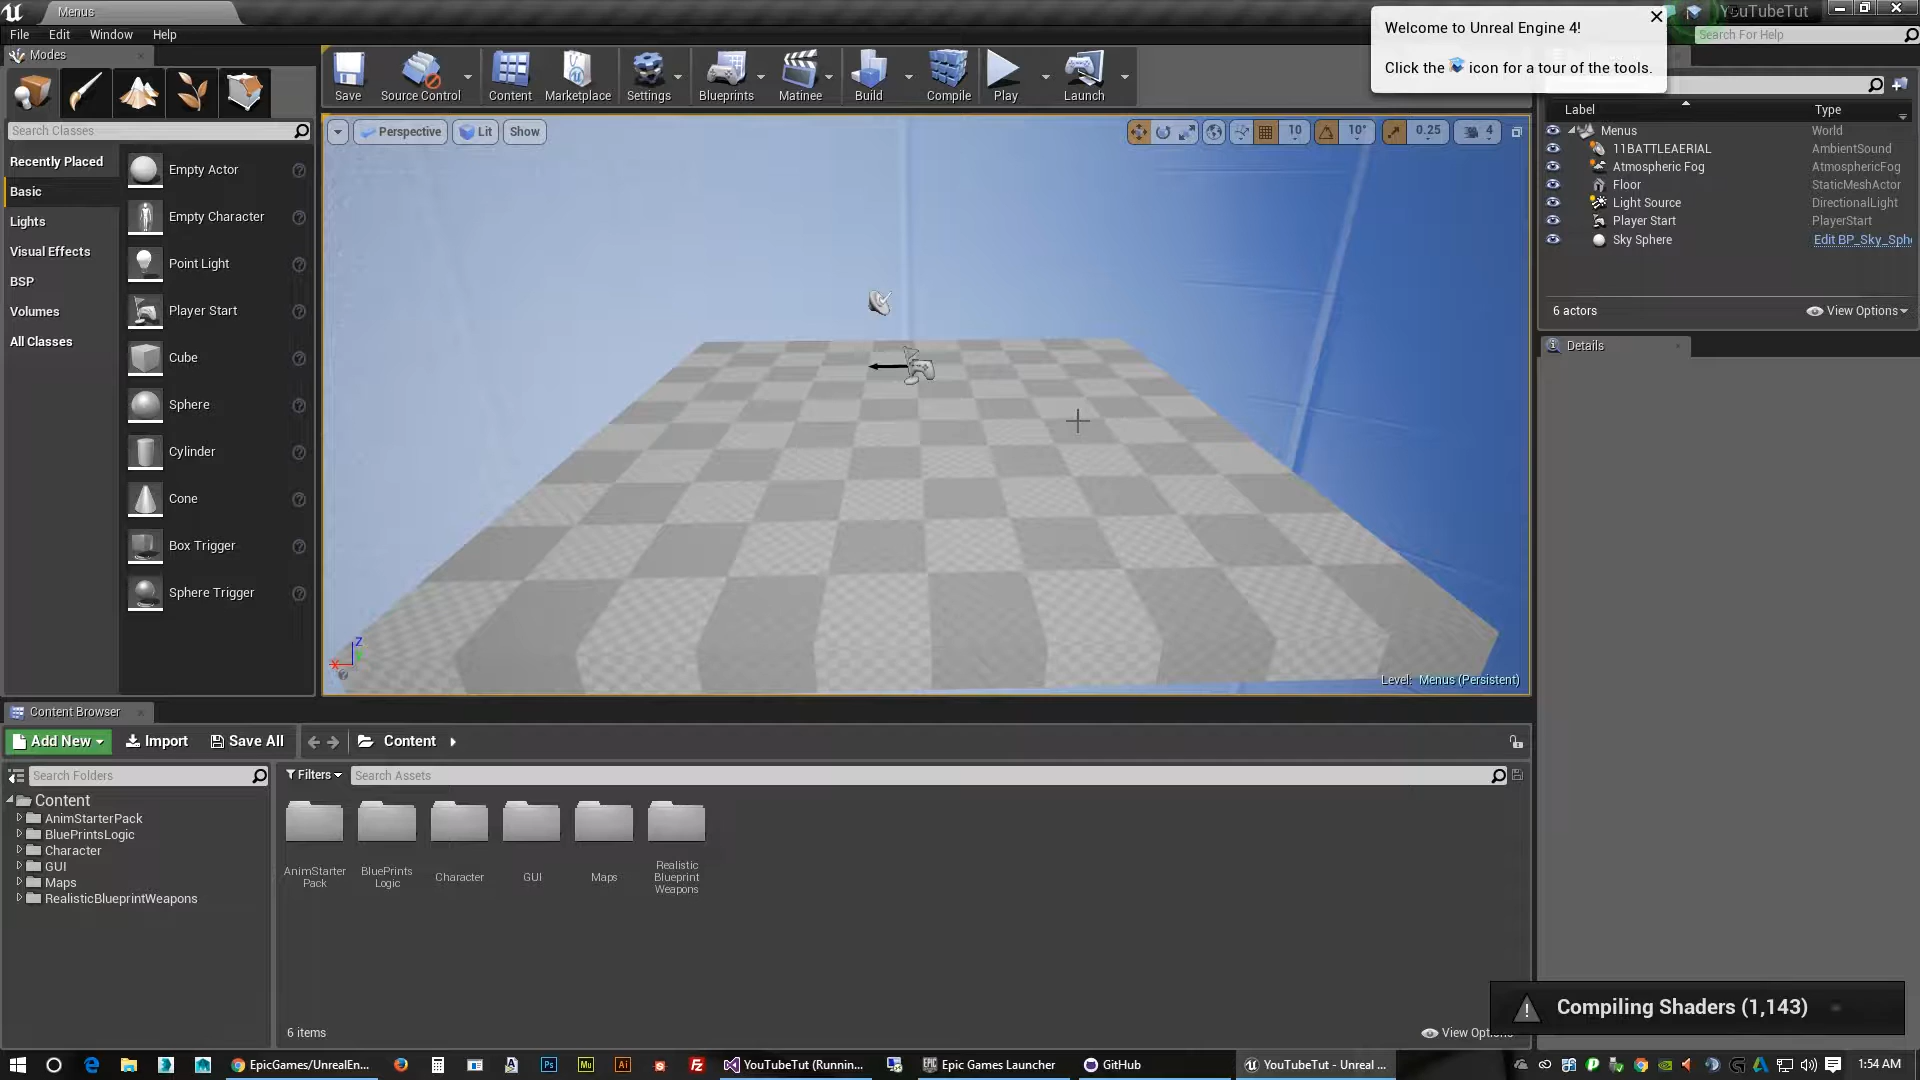 Menus
YouTubeTut
File Edit Window Help
Search For Help
Welcome to Unreal Engine 4!
Click the icon for a tour of the tools.
Modes
Save
Source Control
Content
Marketplace
Settings
Blueprints
Matinee
Build
Compile
Play
Launch
Search Classes
Recently Placed
Basic
Lights
Visual Effects
BSP
Volumes
All Classes
Empty Actor
Empty Character
Point Light
Player Start
Cube
Sphere
Cylinder
Cone
Box Trigger
Sphere Trigger
Perspective
Lit
Show
10
10°
0.25
4
X
Z
Level: Menus (Persistent)
Label Type
Menus World
11BATTLEAERIAL AmbientSound
Atmospheric Fog AtmosphericFog
Floor StaticMeshActor
Light Source DirectionalLight
Player Start PlayerStart
Sky Sphere Edit BP_Sky_Sph
6 actors
View Options
Details
Content Browser
Add New
Import
Save All
Content
Search Folders
Filters
Search Assets
Content
AnimStarterPack
BluePrintsLogic
Character
GUI
Maps
RealisticBlueprintWeapons
AnimStarter
Pack
BluePrints
Logic
Character
GUI
Maps
Realistic
Blueprint
Weapons
6 items
View Options
Compiling Shaders (1,143)
EpicGames/UnrealEn...
Ps
Mu
Ai
Fz
YouTubeTut (Runnin...
Epic Games Launcher
GitHub
YouTubeTut - Unreal ...
1:54 AM